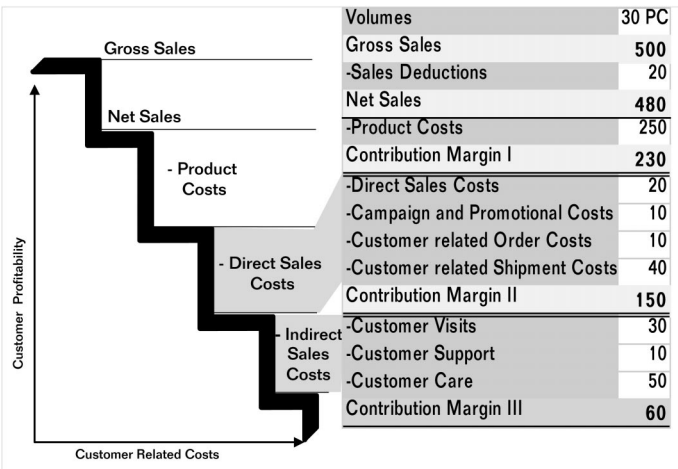 Gross Sales
Net Sales
- Product
Costs
- Direct Sales
Costs
- Indirect
Sales
Costs
Customer Profitability
Customer Related Costs
Volumes 30 PC
Gross Sales 500
-Sales Deductions 20
Net Sales 480
-Product Costs 250
Contribution Margin I 230
-Direct Sales Costs 20
-Campaign and Promotional Costs 10
-Customer related Order Costs 10
-Customer related Shipment Costs 40
Contribution Margin II 150
-Customer Visits 30
-Customer Support 10
-Customer Care 50
Contribution Margin III 60